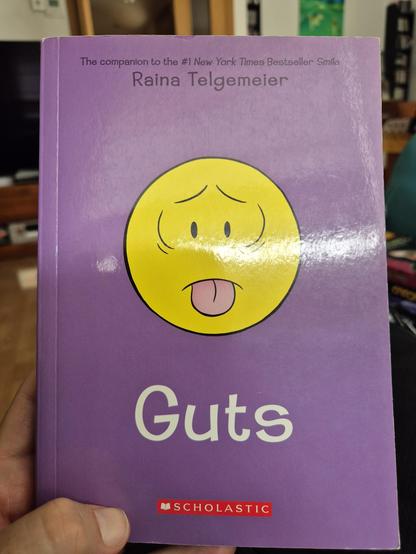 The companion to the #1 New York Times Bestseller Smile
Raina Telgemeier
Guts
SCHOLASTIC